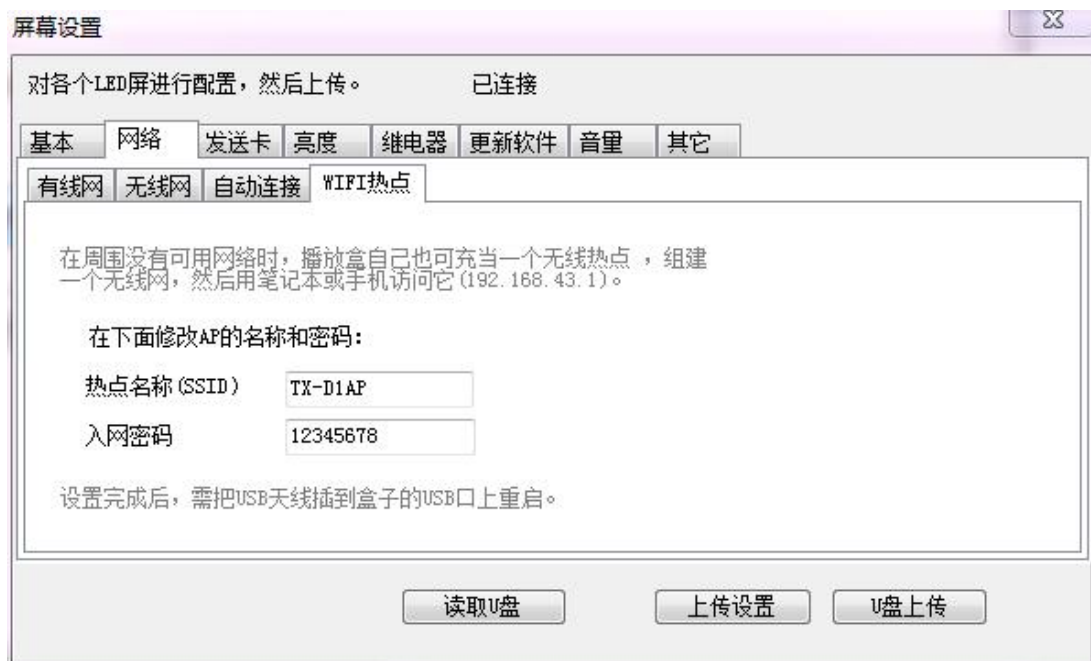 屏幕设置
对各个LED屏进行配置，然后上传。 已连接
基本 网络 发送卡 亮度 继电器 更新软件 音量 其它
有线网 无线网 自动连接 WIFI热点
在周围没有可用网络时，播放盒自己也可充当一个无线热点 ，组建
一个无线网，然后用笔记本或手机访问它(192.168.43.1)。
在下面修改AP的名称和密码：
热点名称(SSID) TX-D1AP
入网密码 12345678
设置完成后，需把USB天线插到盒子的USB口上重启。
读取U盘 上传设置 U盘上传